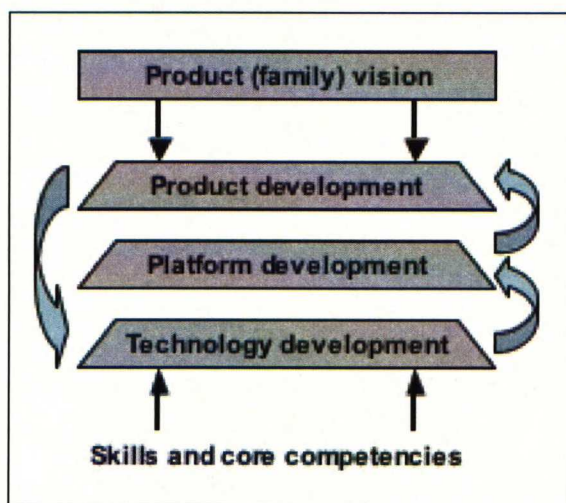 Product (family) vision
Product development
Platform development
Technology development
Skills and core competencies